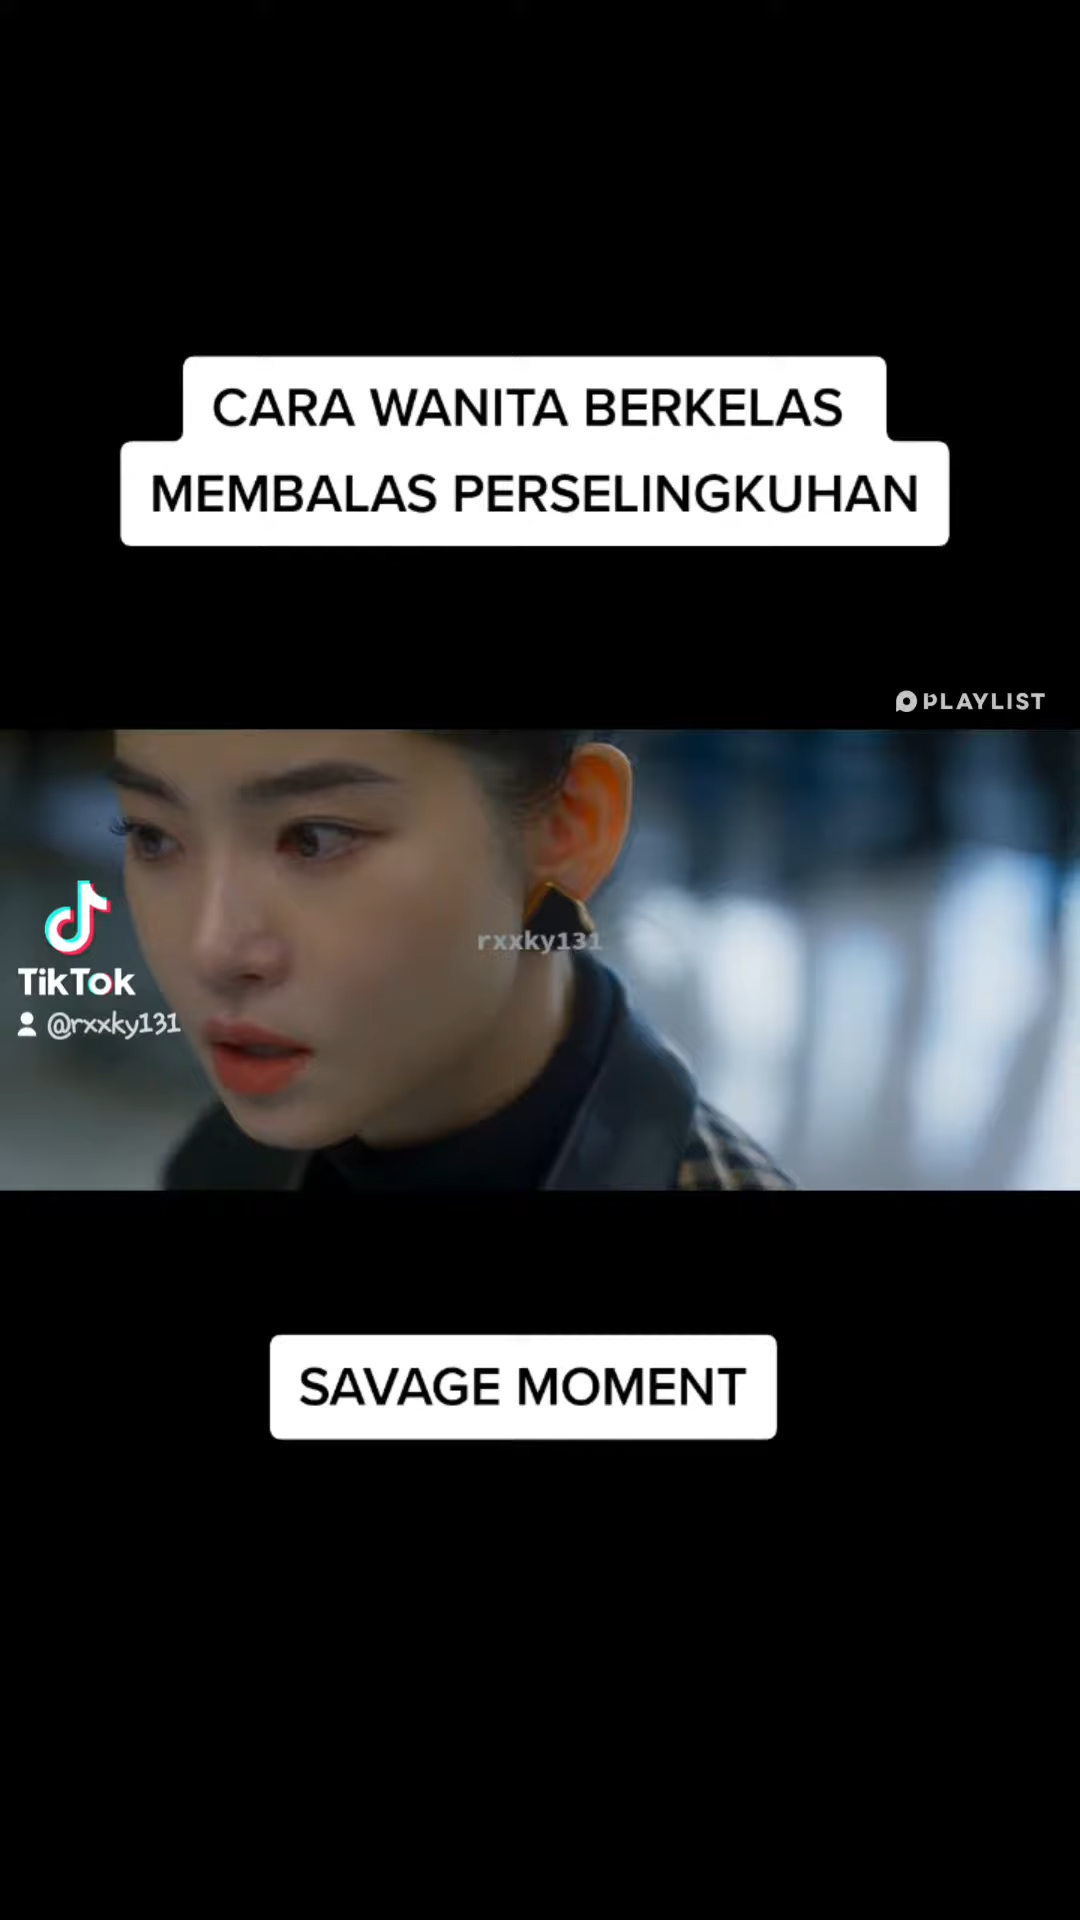 CARA WANITA BERKELAS
MEMBALAS PERSELINGKUHAN
PLAYLIST
rxxky131
TikTok
@rxxky131
SAVAGE MOMENT